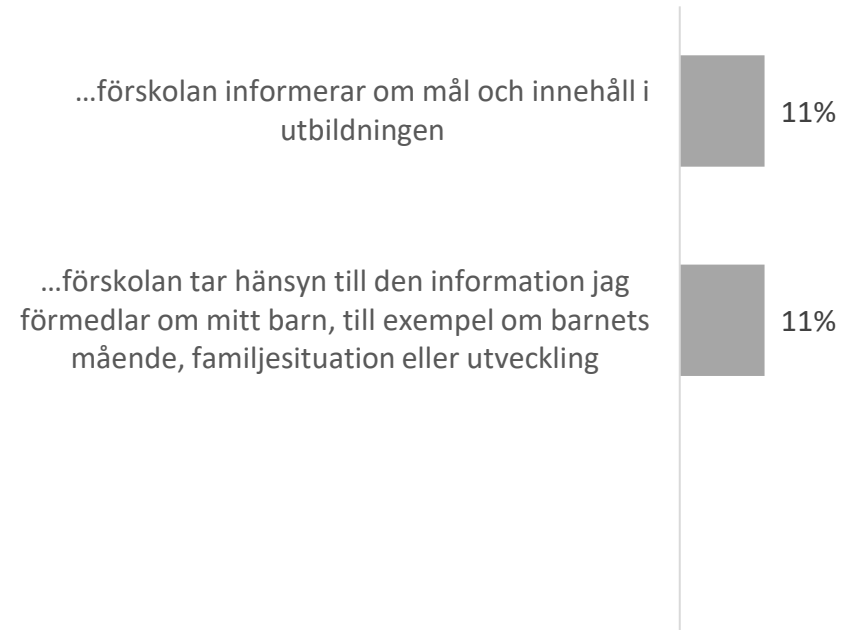 …förskolan informerar om mål och innehåll i
utbildningen
11%
…förskolan tar hänsyn till den information jag
förmedlar om mitt barn, till exempel om barnets
mående, familjesituation eller utveckling
11%